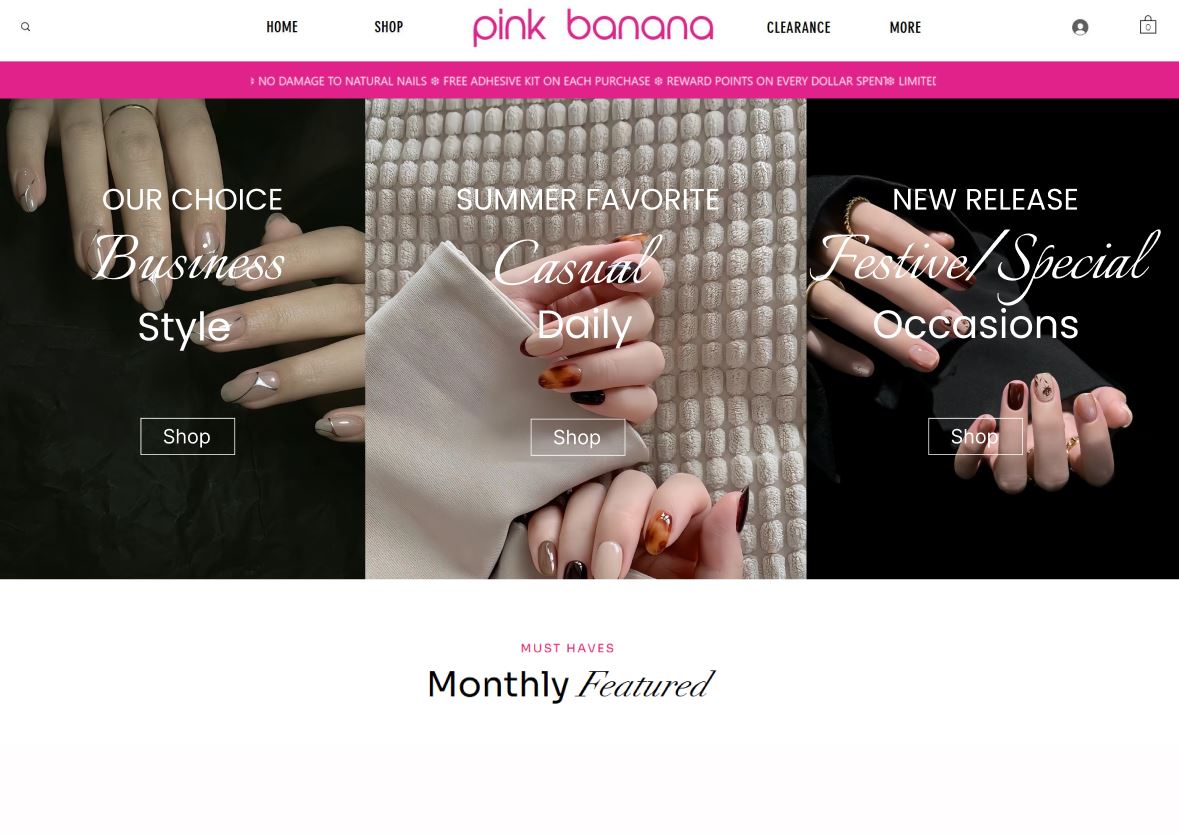 HOME SHOP pink banana CLEARANCE MORE 0
❄ NO DAMAGE TO NATURAL NAILS ❄ FREE ADHESIVE KIT ON EACH PURCHASE ❄ REWARD POINTS ON EVERY DOLLAR SPENT❄ LIMITED
OUR CHOICE
Business
Style
Shop
SUMMER FAVORITE
Casual
Daily
Shop
NEW RELEASE
Festive/Special
Occasions
Shop
MUST HAVES
Monthly Featured